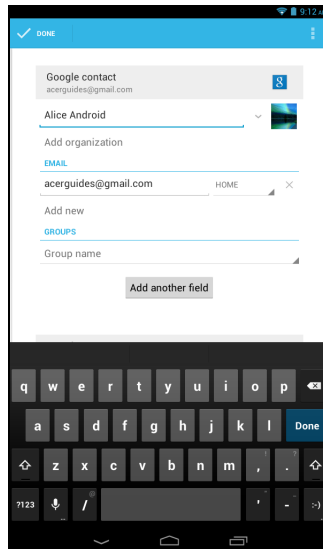 9:12
DONE
Google contact
acerguides@gmail.com
8
Alice Android
Add organization
EMAIL
acerguides@gmail.com HOME
Add new
GROUPS
Group name
Add another field
q w e r t y u i o p
a s d f g h j k l Done
z x c v b n m , ! . ?
?123 / @ ' - :-)